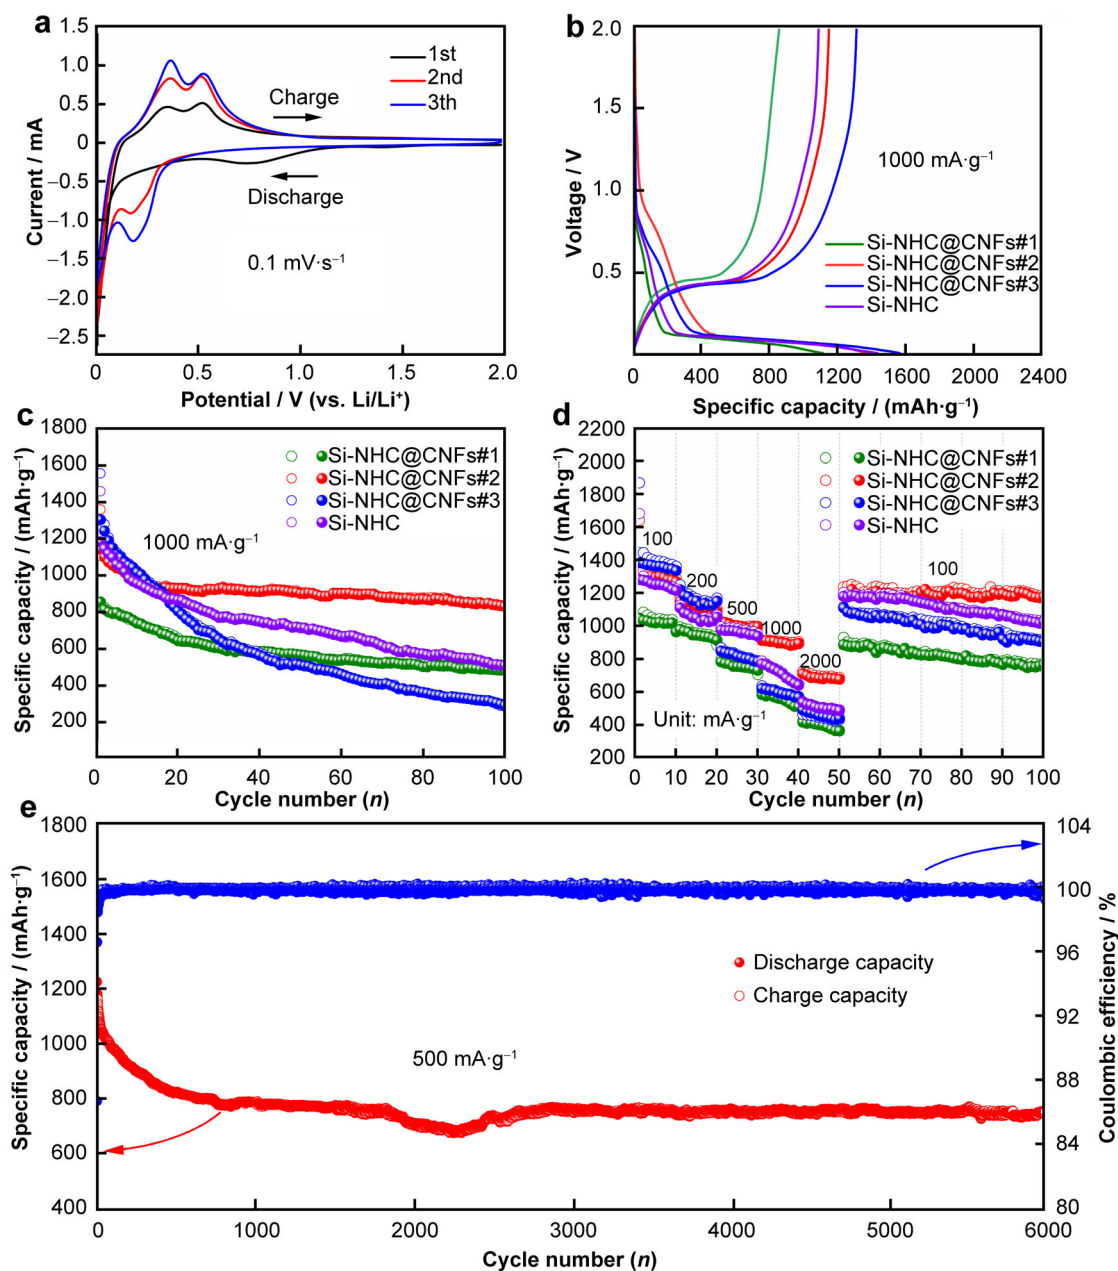 a
1.5
1.0
0.5
0
−0.5
−1.0
−1.5
−2.0
−2.5
Current / mA
1st
2nd
3th
Charge
Discharge
0.1 mV·s⁻¹
0 0.5 1.0 1.5 2.0
Potential / V (vs. Li/Li⁺)
b
2.0
1.5
1.0
0.5
0
Voltage / V
1000 mA·g⁻¹
Si-NHC@CNFs#1
Si-NHC@CNFs#2
Si-NHC@CNFs#3
Si-NHC
0 400 800 1200 1600 2000 2400
Specific capacity / (mAh·g⁻¹)
c
1800
1600
1400
1200
1000
800
600
400
200
Specific capacity / (mAh·g⁻¹)
Si-NHC@CNFs#1
Si-NHC@CNFs#2
Si-NHC@CNFs#3
Si-NHC
1000 mA·g⁻¹
0 20 40 60 80 100
Cycle number (n)
d
2200
2000
1800
1600
1400
1200
1000
800
600
400
200
Specific capacity / (mAh·g⁻¹)
Si-NHC@CNFs#1
Si-NHC@CNFs#2
Si-NHC@CNFs#3
Si-NHC
100
200
500
1000
2000
100
Unit: mA·g⁻¹
0 10 20 30 40 50 60 70 80 90 100
Cycle number (n)
e
1800
1600
1400
1200
1000
800
600
400
Specific capacity / (mAh·g⁻¹)
Discharge capacity
Charge capacity
500 mA·g⁻¹
104
100
96
92
88
84
80
Coulombic efficiency / %
0 1000 2000 3000 4000 5000 6000
Cycle number (n)